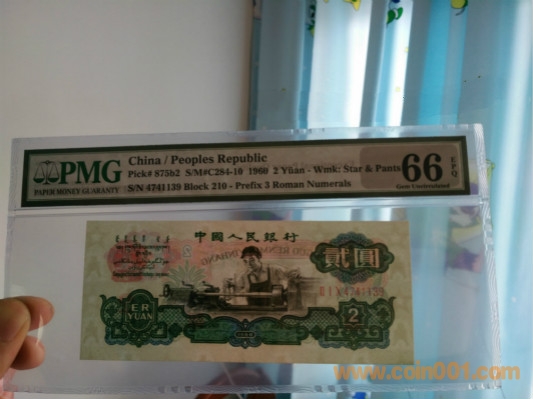 PMG
PAPER MONEY GUARANTY
China / Peoples Republic
Pick# 875b2 S/M#C284-10 1960 2 Yüan - Wmk: Star & Pants
S/N 4741139 Block 210 - Prefix 3 Roman Numerals
66 EPQ
Gem Uncirculated
中国人民银行
贰圆
4741139
ER
YUAN
2
www.coin001.com